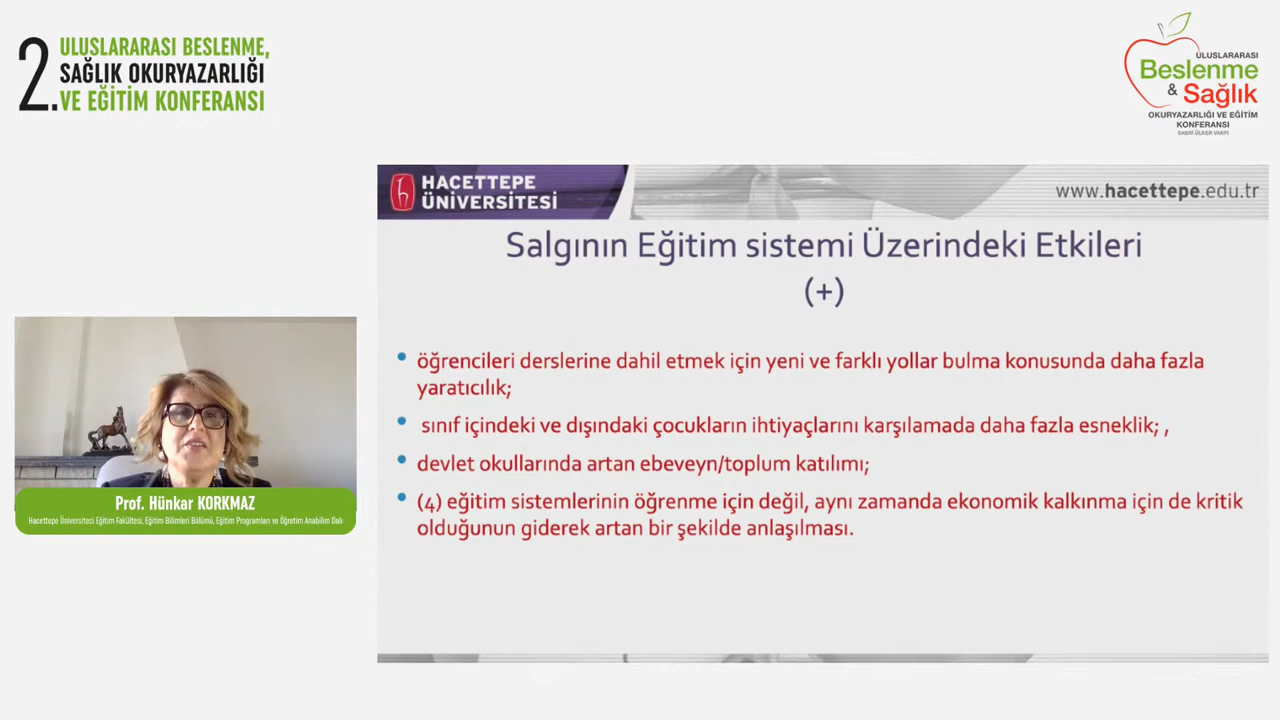 2.
ULUSLARARASI BESLENME,
SAĞLIK OKURYAZARLIĞI
VE EĞİTİM KONFERANSI
ULUSLARARASI
Beslenme
& Sağlık
OKURYAZARLIĞI VE EĞİTİM
KONFERANSI
SABRİ ÜLKER VAKFI
HACETTEPE
ÜNİVERSİTESİ
www.hacettepe.edu.tr
Salgının Eğitim sistemi Üzerindeki Etkileri
(+)
• öğrencileri derslerine dahil etmek için yeni ve farklı yollar bulma konusunda daha fazla
yaratıcılık;
• sınıf içindeki ve dışındaki çocukların ihtiyaçlarını karşılamada daha fazla esneklik; ,
• devlet okullarında artan ebeveyn/toplum katılımı;
• (4) eğitim sistemlerinin öğrenme için değil, aynı zamanda ekonomik kalkınma için de kritik
olduğunun giderek artan bir şekilde anlaşılması.
Prof. Hünkar KORKMAZ
Hacettepe Üniversitesi Eğitim Fakültesi, Eğitim Bilimleri Bölümü, Eğitim Programları ve Öğretim Anabilim Dalı